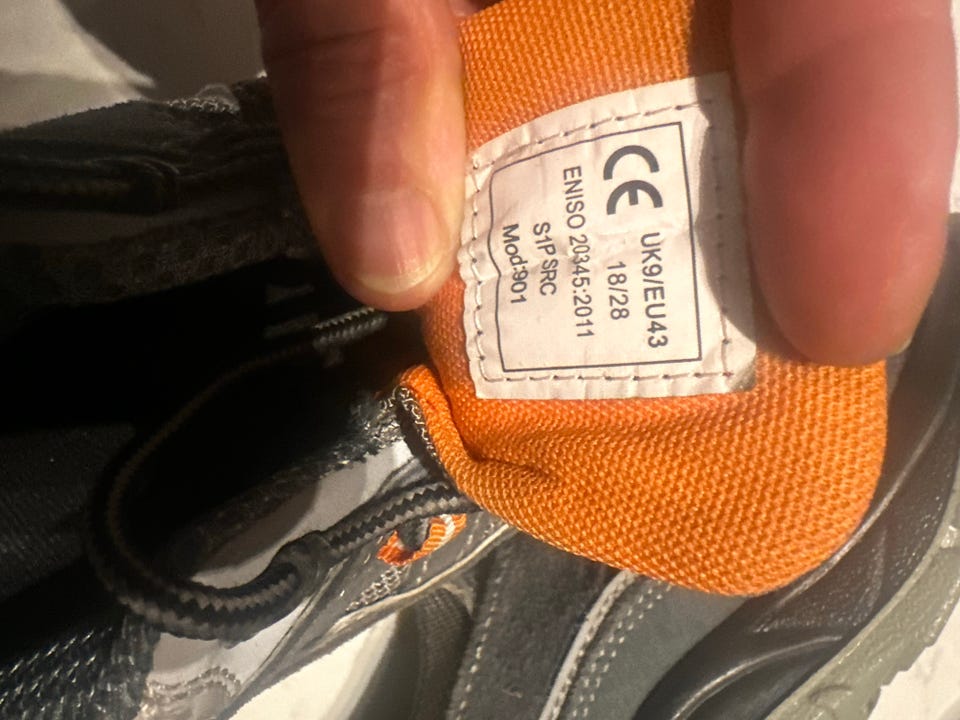 CE UK9/EU43
18/28
ENISO 20345:2011
S1P SRC
Mod:901